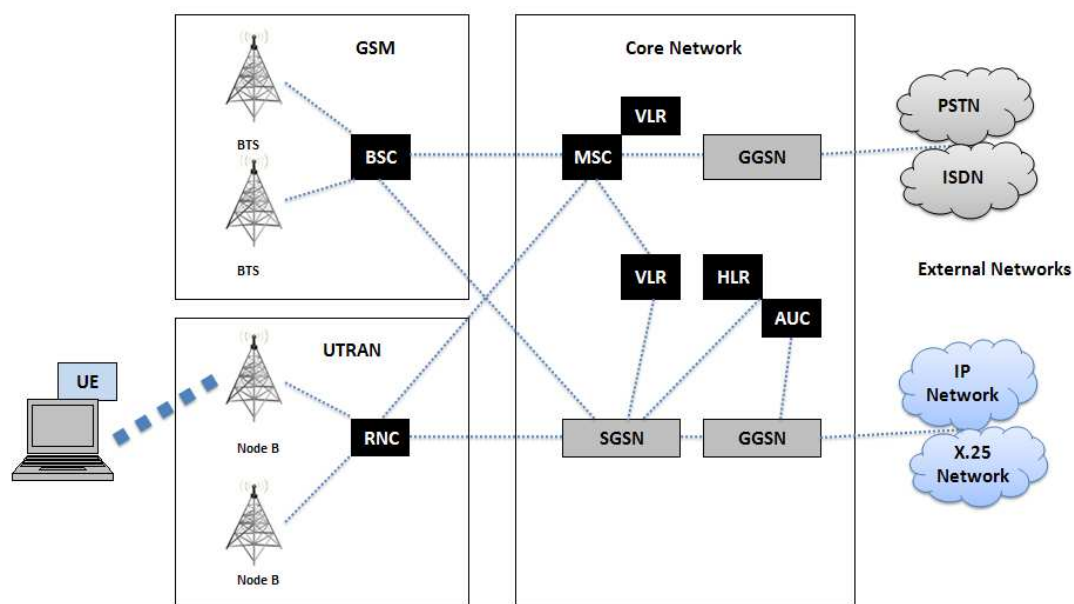 GSM
BTS
BTS
BSC
UTRAN
UE
Node B
Node B
RNC
Core Network
VLR
MSC
GGSN
VLR
HLR
AUC
SGSN
GGSN
PSTN
ISDN
External Networks
IP
Network
X.25
Network